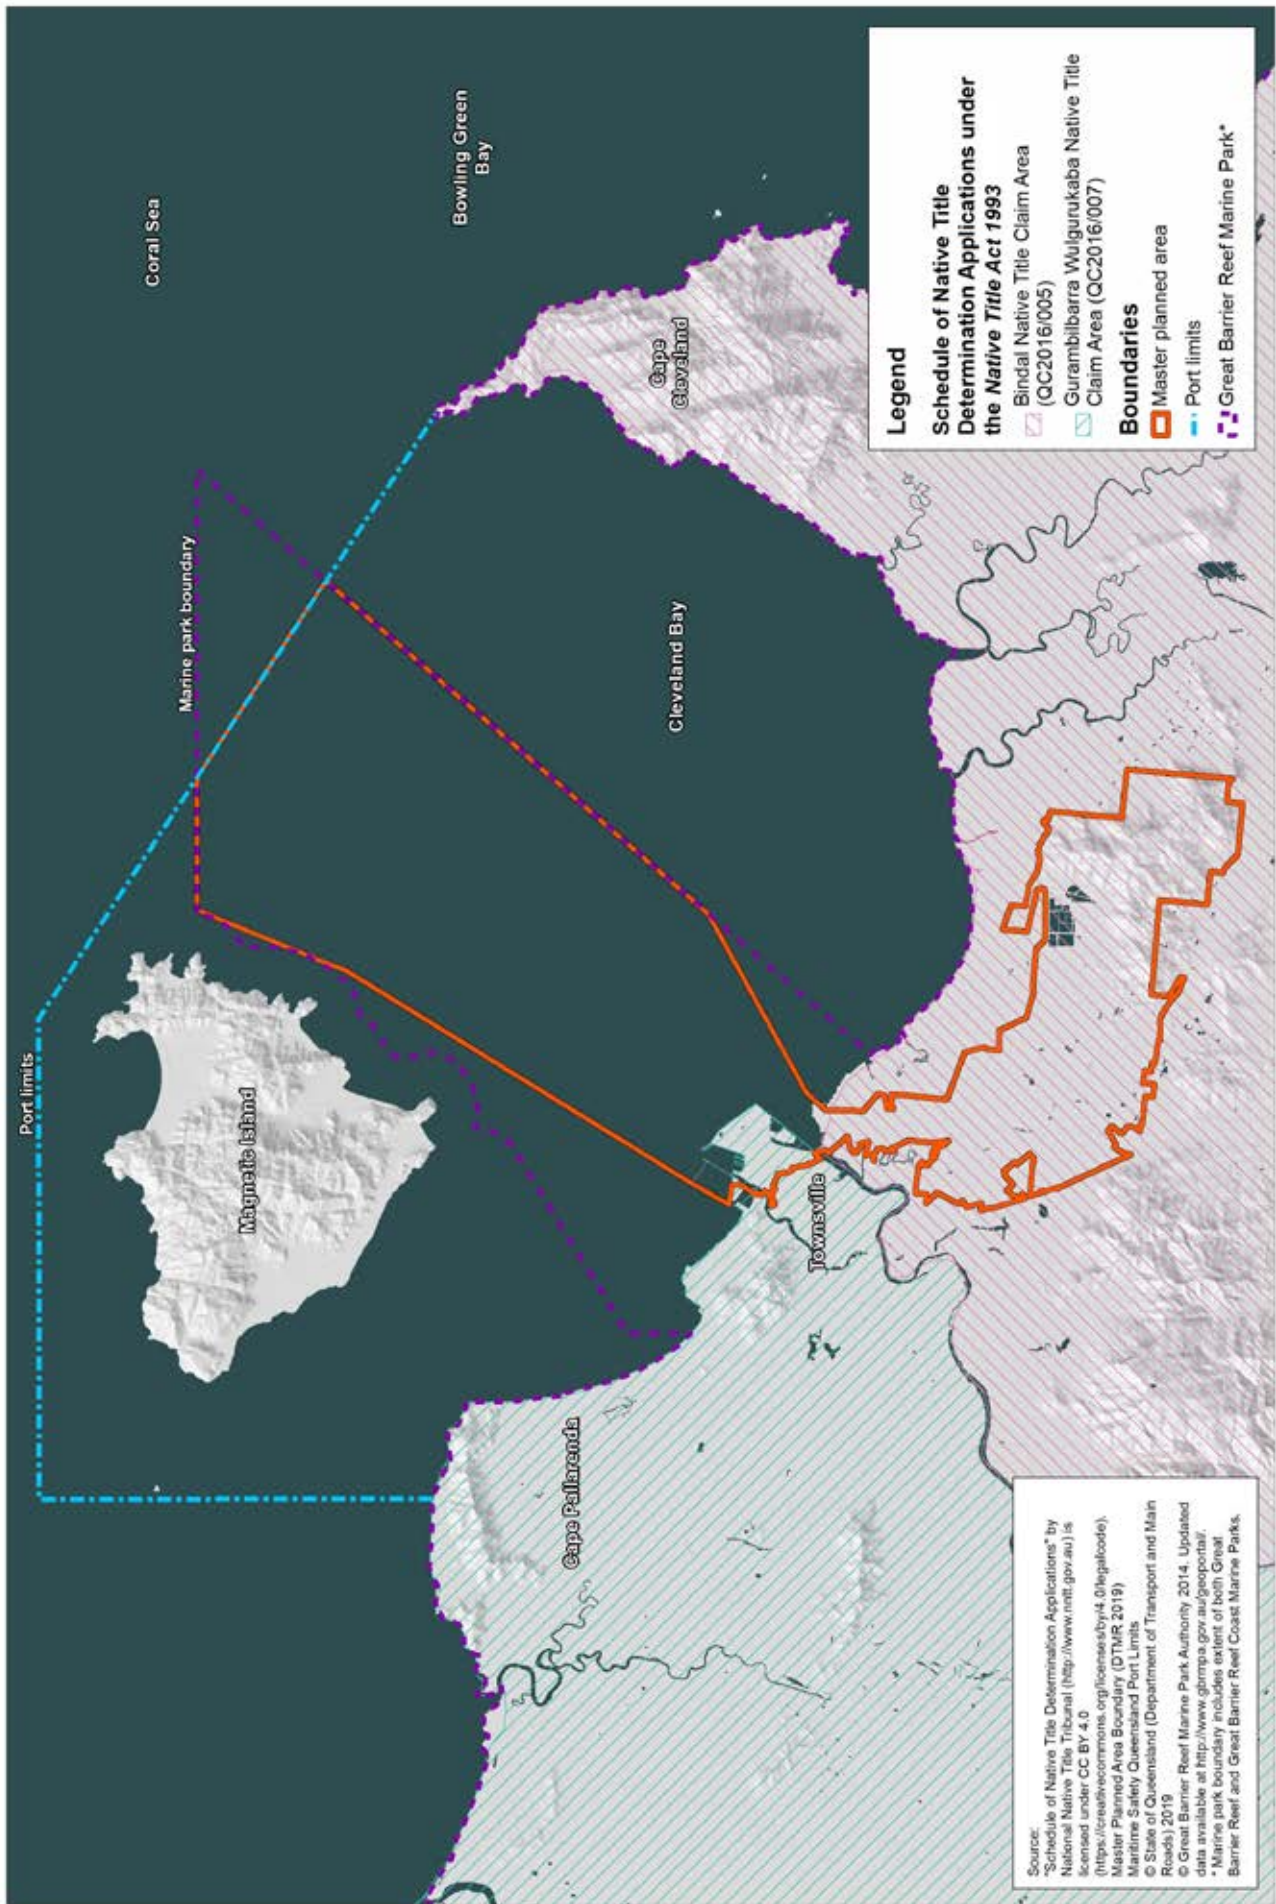 Port limits
Coral Sea
Marine park boundary
Bowling Green
Bay
Magnetic Island
Cleveland Bay
Cape
Cleveland
Cape Pallarenda
Townsville
Legend
Schedule of Native Title
Determination Applications under
the Native Title Act 1993
Bindal Native Title Claim Area
(QC2016/005)
Gurambilbarra Wulgurukaba Native Title
Claim Area (QC2016/007)
Boundaries
Master planned area
Port limits
Great Barrier Reef Marine Park*
Source:
"Schedule of Native Title Determination Applications" by
National Native Title Tribunal (http://www.nntt.gov.au) is
licensed under CC BY 4.0
(https://creativecommons.org/licenses/by/4.0/legalcode).
Master Planned Area Boundary (DTMR 2019)
Maritime Safety Queensland Port Limits
© State of Queensland (Department of Transport and Main
Roads) 2019
© Great Barrier Reef Marine Park Authority 2014. Updated
data available at http://www.gbrmpa.gov.au/geoportal/.
* Marine park boundary includes extent of both Great
Barrier Reef and Great Barrier Reef Coast Marine Parks.